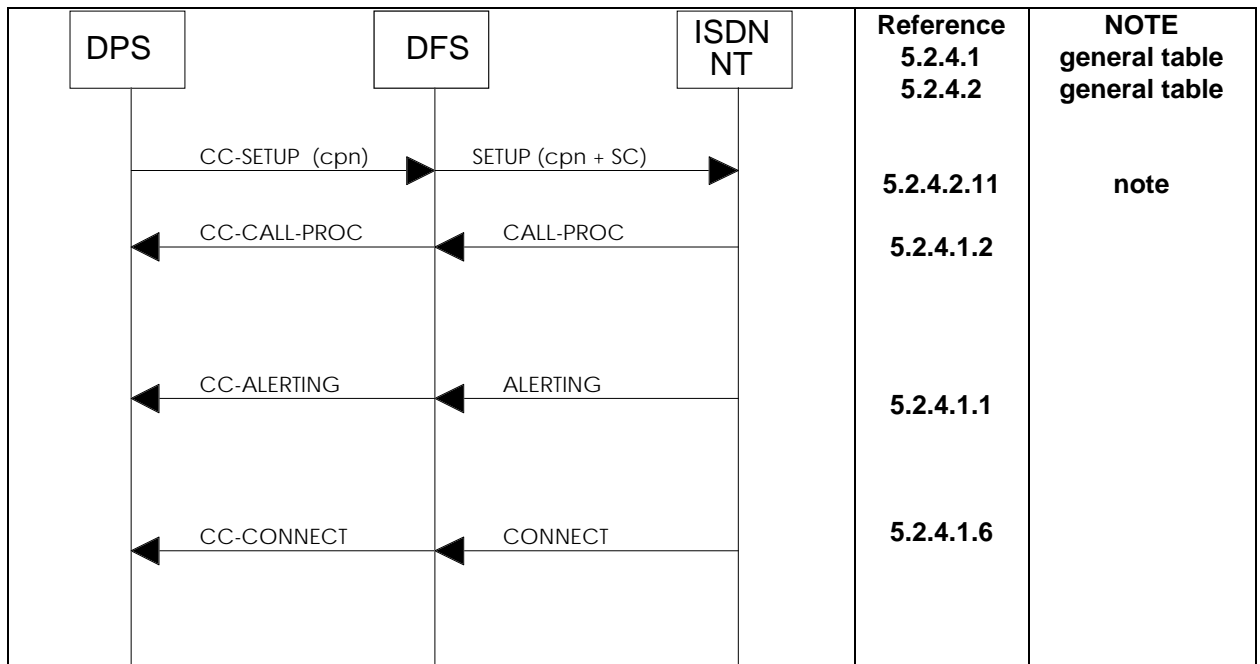 DPS
DFS
ISDN
NT
Reference
NOTE
5.2.4.1
general table
5.2.4.2
general table
CC-SETUP (cpn)
SETUP (cpn + SC)
5.2.4.2.11
note
CC-CALL-PROC
CALL-PROC
5.2.4.1.2
CC-ALERTING
ALERTING
5.2.4.1.1
CC-CONNECT
CONNECT
5.2.4.1.6